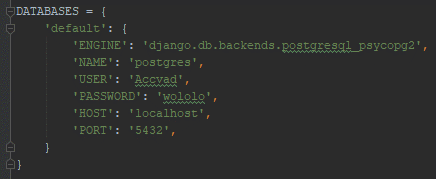 DATABASES = {
    'default': {
        'ENGINE': 'django.db.backends.postgresql_psycopg2',
        'NAME': 'postgres',
        'USER': 'Accvad',
        'PASSWORD': 'wololo',
        'HOST': 'localhost',
        'PORT': '5432',
    }
}